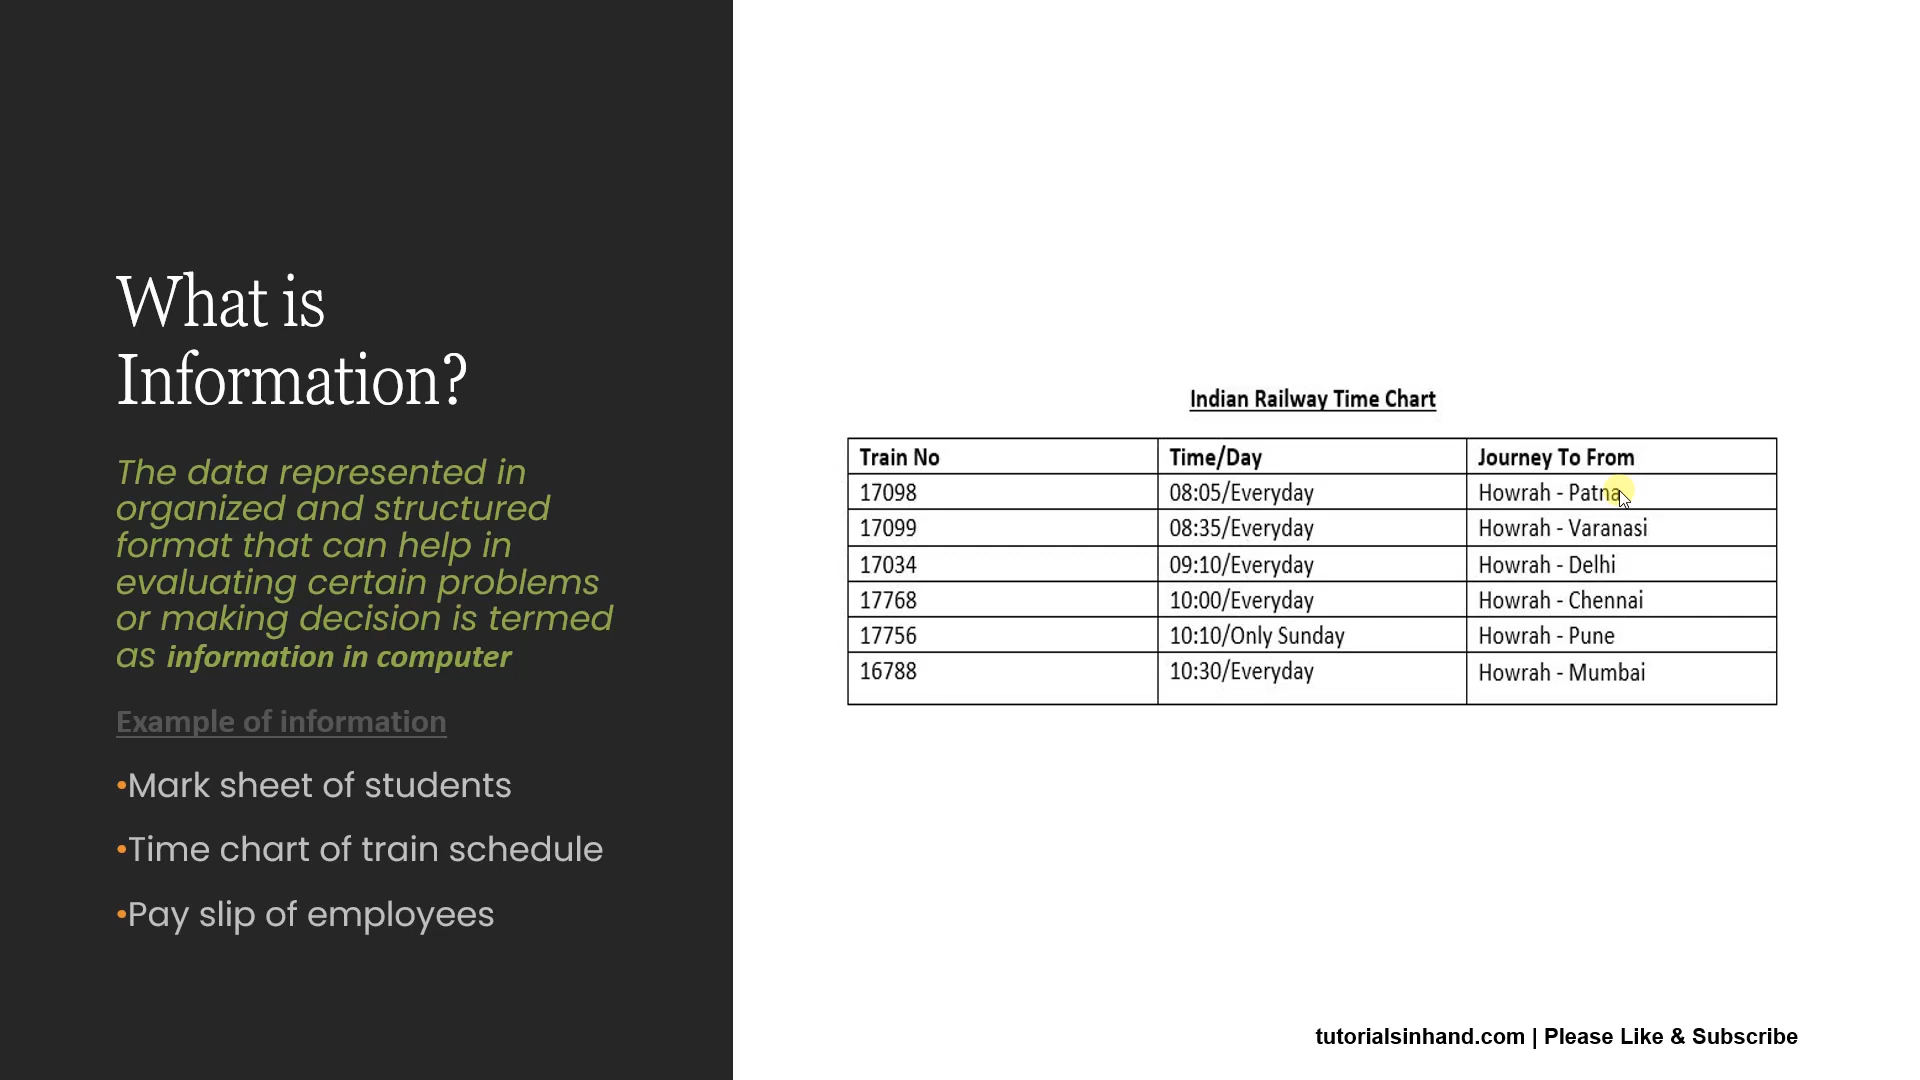 What is
Information?
The data represented in
organized and structured
format that can help in
evaluating certain problems
or making decision is termed
as information in computer
Example of information
•Mark sheet of students
•Time chart of train schedule
•Pay slip of employees
Indian Railway Time Chart
Train No Time/Day Journey To From
17098 08:05/Everyday Howrah - Patna
17099 08:35/Everyday Howrah - Varanasi
17034 09:10/Everyday Howrah - Delhi
17768 10:00/Everyday Howrah - Chennai
17756 10:10/Only Sunday Howrah - Pune
16788 10:30/Everyday Howrah - Mumbai
tutorialsinhand.com | Please Like & Subscribe